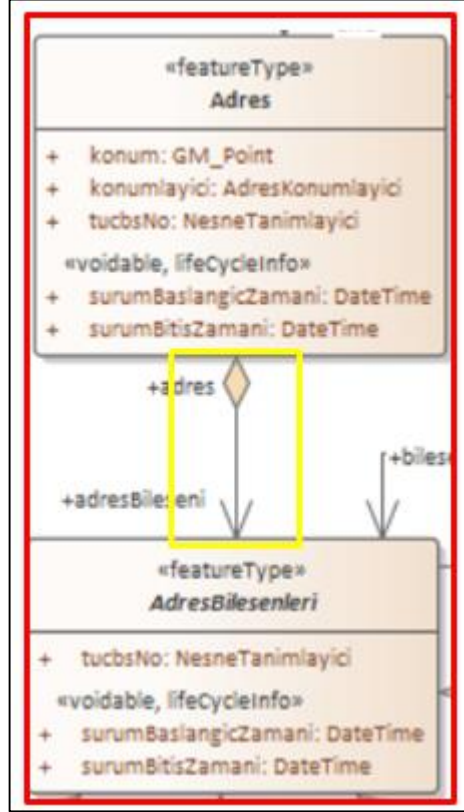 «featureType»
Adres
+ konum: GM_Point
+ konumlayici: AdresKonumlayici
+ tucbsNo: NesneTanimlayici
«voidable, lifeCycleInfo»
+ surumBaslangicZamani: DateTime
+ surumBitisZamani: DateTime
+adres
+bilese
+adresBileseni
«featureType»
AdresBilesenleri
+ tucbsNo: NesneTanimlayici
«voidable, lifeCycleInfo»
+ surumBaslangicZamani: DateTime
+ surumBitisZamani: DateTime